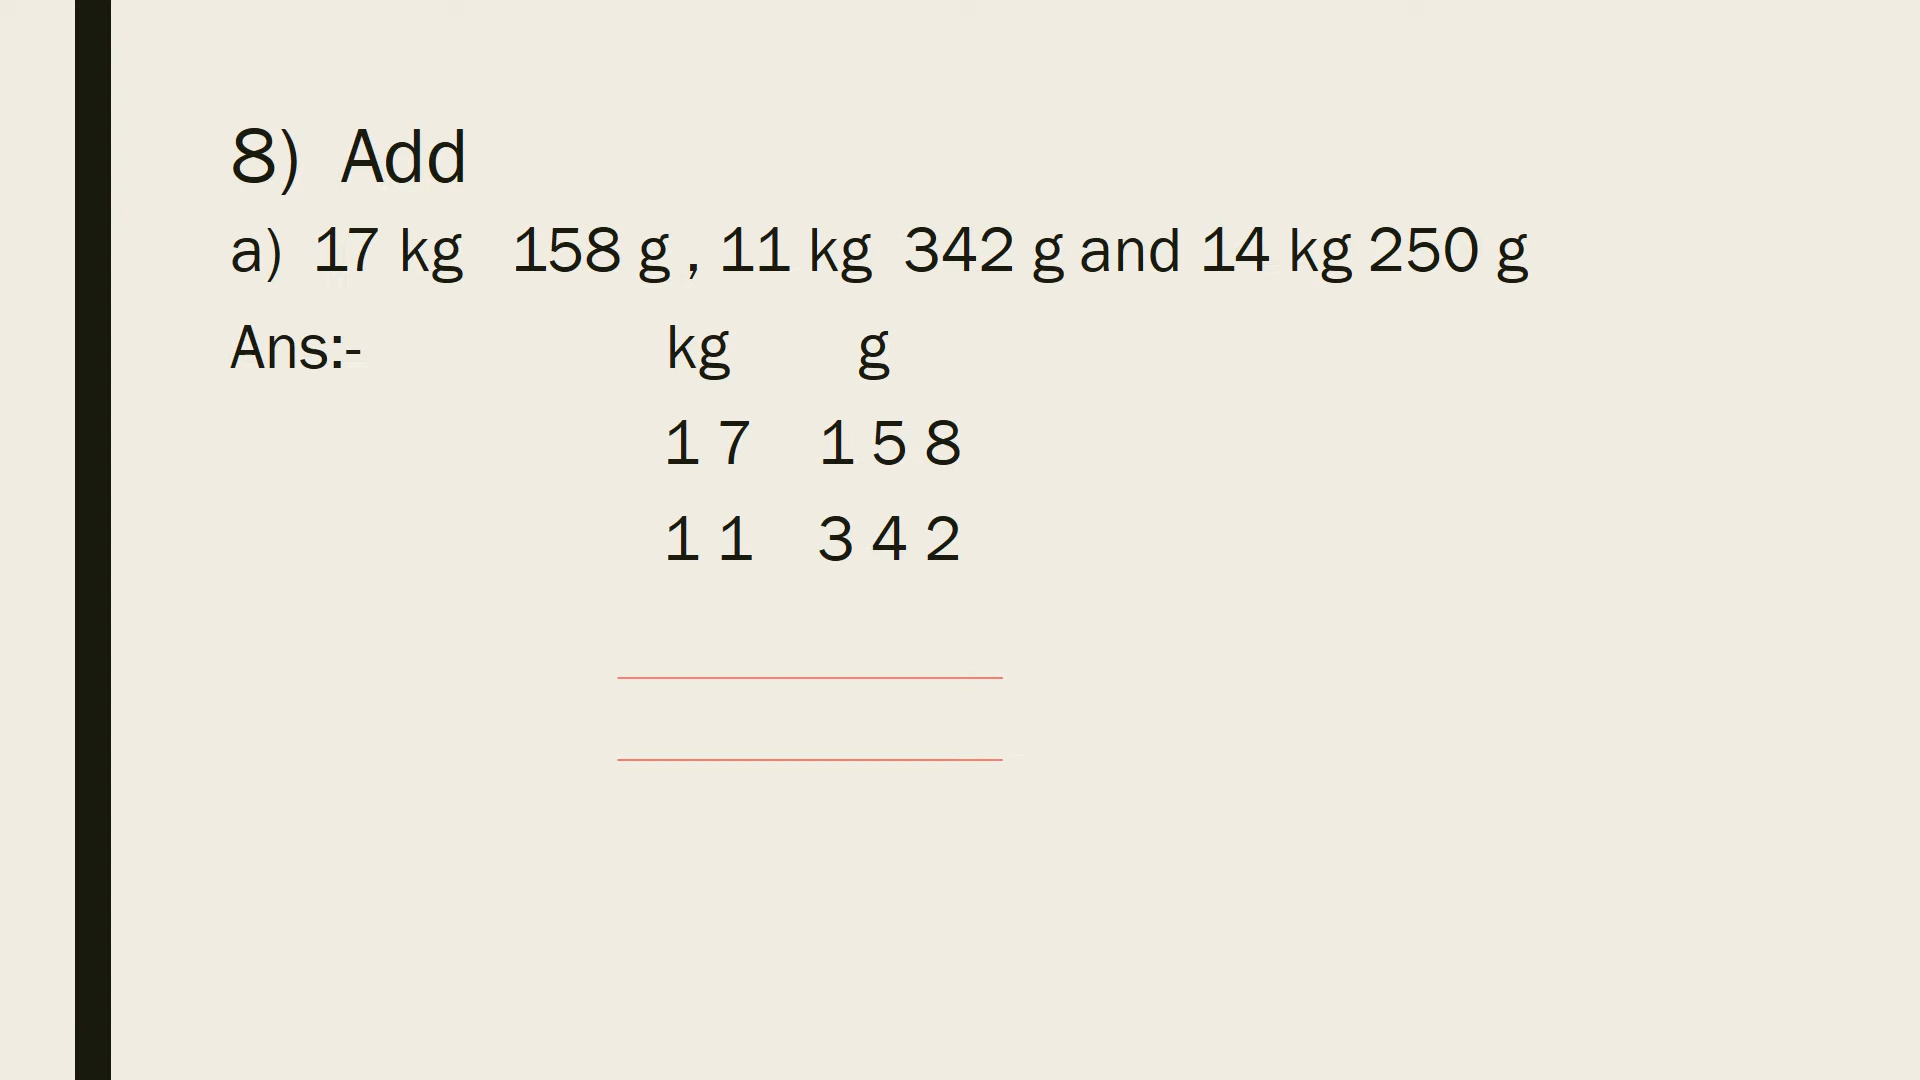 8) Add
a) 17 kg 158 g , 11 kg 342 g and 14 kg 250 g
Ans:- kg g
1 7 1 5 8
1 1 3 4 2